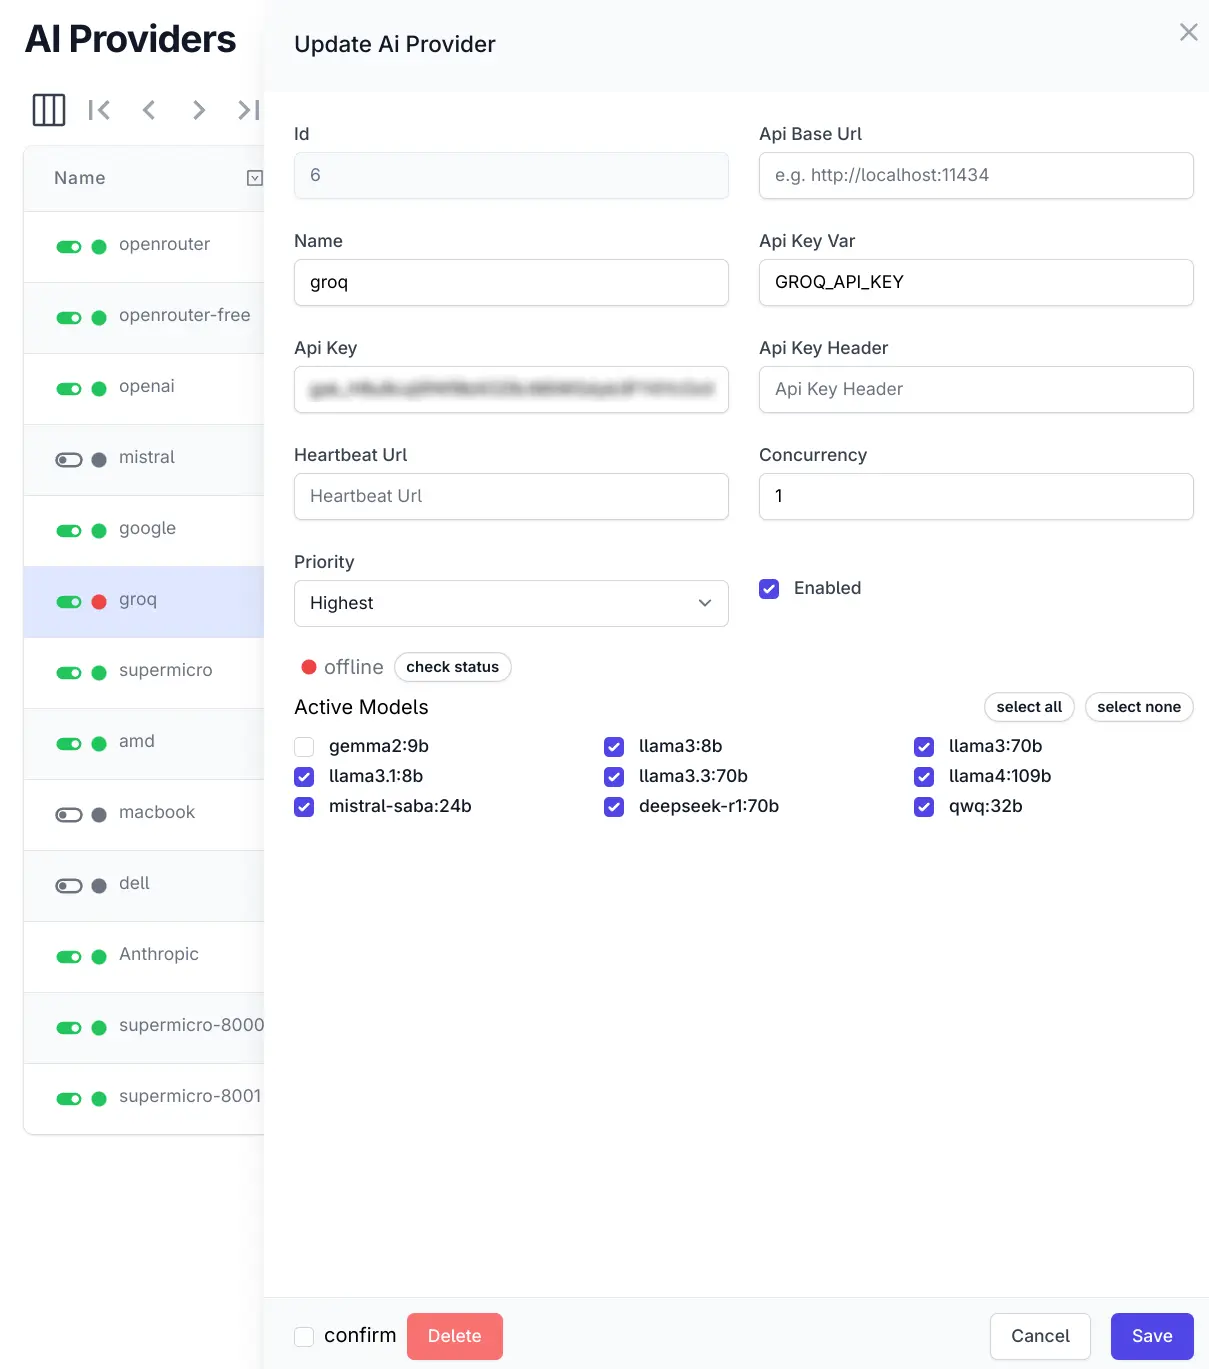 AI Providers
Name
openrouter
openrouter-free
openai
mistral
google
groq
supermicro
amd
macbook
dell
Anthropic
supermicro-8000
supermicro-8001
Update Ai Provider
Id
6
Api Base Url
e.g. http://localhost:11434
Name
groq
Api Key Var
GROQ_API_KEY
Api Key
Api Key Header
Api Key Header
Heartbeat Url
Heartbeat Url
Concurrency
1
Priority
Highest
Enabled
offline check status
Active Models select all select none
gemma2:9b llama3:8b llama3:70b
llama3.1:8b llama3.3:70b llama4:109b
mistral-saba:24b deepseek-r1:70b qwq:32b
confirm Delete Cancel Save